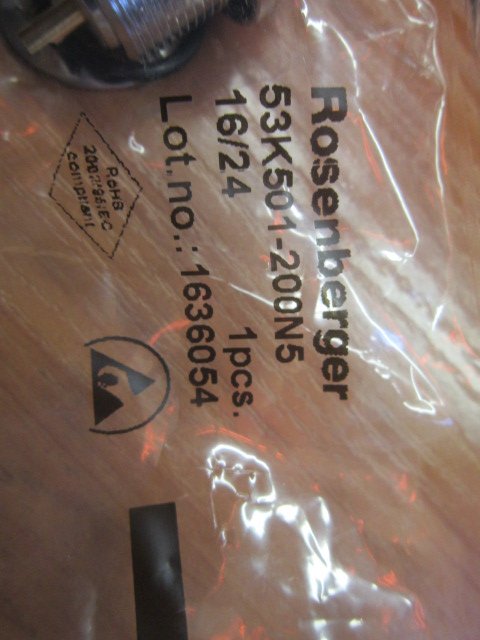 Rosenberger
53K501-200N5
16/24 1pcs.
Lot.no.: 1636054
RoHS
2002/95/EC
compliant